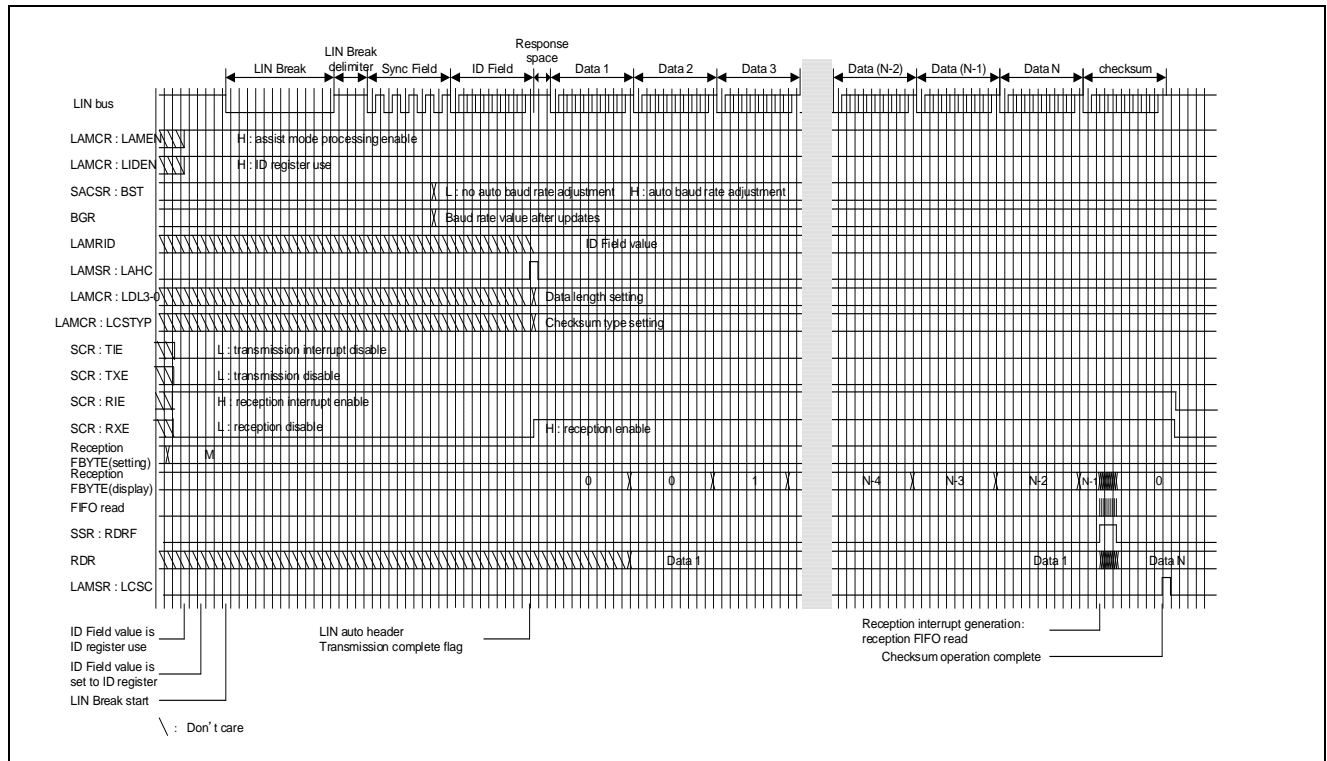 Response
LIN Break space
LIN Break delimiter Sync Field ID Field Data 1 Data 2 Data 3 Data (N-2) Data (N-1) Data N checksum
LIN bus
LAMCR : LAMEN H : assist mode processing enable
LAMCR : LIDEN H : ID register use
SACSR : BST L : no auto baud rate adjustment H : auto baud rate adjustment
BGR Baud rate value after updates
LAMRID ID Field value
LAMSR : LAHC
LAMCR : LDL3-0 Data length setting
LAMCR : LCSTYP Checksum type setting
SCR : TIE L : transmission interrupt disable
SCR : TXE L : transmission disable
SCR : RIE H : reception interrupt enable
SCR : RXE L : reception disable H : reception enable
Reception
FBYTE(setting) M
Reception
FBYTE(display) 0 0 1 N-4 N-3 N-2 N-1 0
FIFO read
SSR : RDRF
RDR Data 1 Data 1 Data N
LAMSR : LCSC
ID Field value is
ID register use
ID Field value is
set to ID register
LIN Break start
LIN auto header
Transmission complete flag
Reception interrupt generation:
reception FIFO read
Checksum operation complete
\ : Don't care